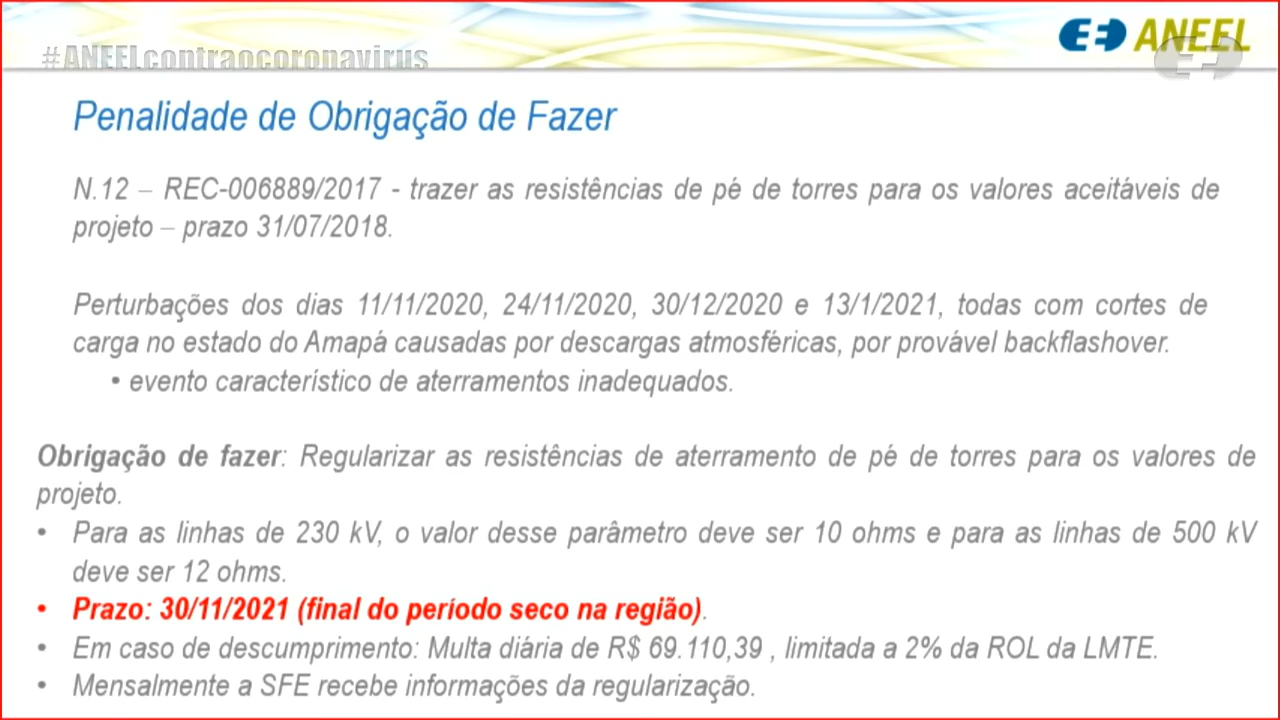 #ANEELcontraocoronavirus
ANEEL
Penalidade de Obrigação de Fazer
N.12 – REC-006889/2017 - trazer as resistências de pé de torres para os valores aceitáveis de
projeto – prazo 31/07/2018.
Perturbações dos dias 11/11/2020, 24/11/2020, 30/12/2020 e 13/1/2021, todas com cortes de
carga no estado do Amapá causadas por descargas atmosféricas, por provável backflashover.
• evento característico de aterramentos inadequados.
Obrigação de fazer: Regularizar as resistências de aterramento de pé de torres para os valores de
projeto.
• Para as linhas de 230 kV, o valor desse parâmetro deve ser 10 ohms e para as linhas de 500 kV
deve ser 12 ohms.
• Prazo: 30/11/2021 (final do período seco na região).
• Em caso de descumprimento: Multa diária de R$ 69.110,39 , limitada a 2% da ROL da LMTE.
• Mensalmente a SFE recebe informações da regularização.